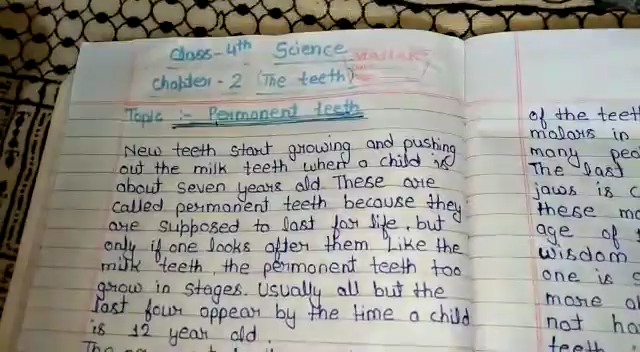 Class-4th Science
Chapter-2 (The teeth)
Topic :- Permanent teeth
New teeth start growing and pushing
out the milk teeth when a child is
about seven years old. These are
called permanent teeth because they
are supposed to last for life, but
only if one looks after them. Like the
milk teeth, the permanent teeth too
grow in stages. Usually all but the
last four appear by the time a child
is 12 year old.
of the teet
molars in
many peo
The last
jaws is c
these m
age of
wisdom
one is
more a
not ha
teeth